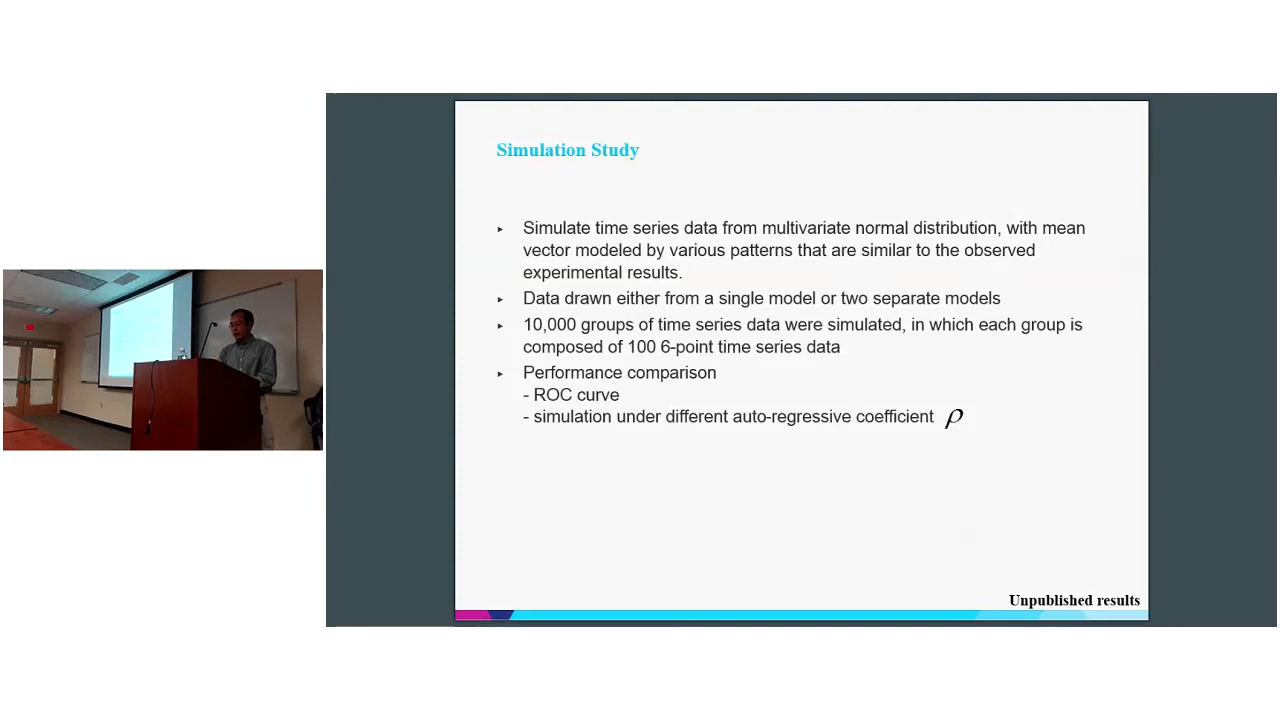 Simulation Study
▸ Simulate time series data from multivariate normal distribution, with mean
vector modeled by various patterns that are similar to the observed
experimental results.
▸ Data drawn either from a single model or two separate models
▸ 10,000 groups of time series data were simulated, in which each group is
composed of 100 6-point time series data
▸ Performance comparison
- ROC curve
- simulation under different auto-regressive coefficient ρ
Unpublished results